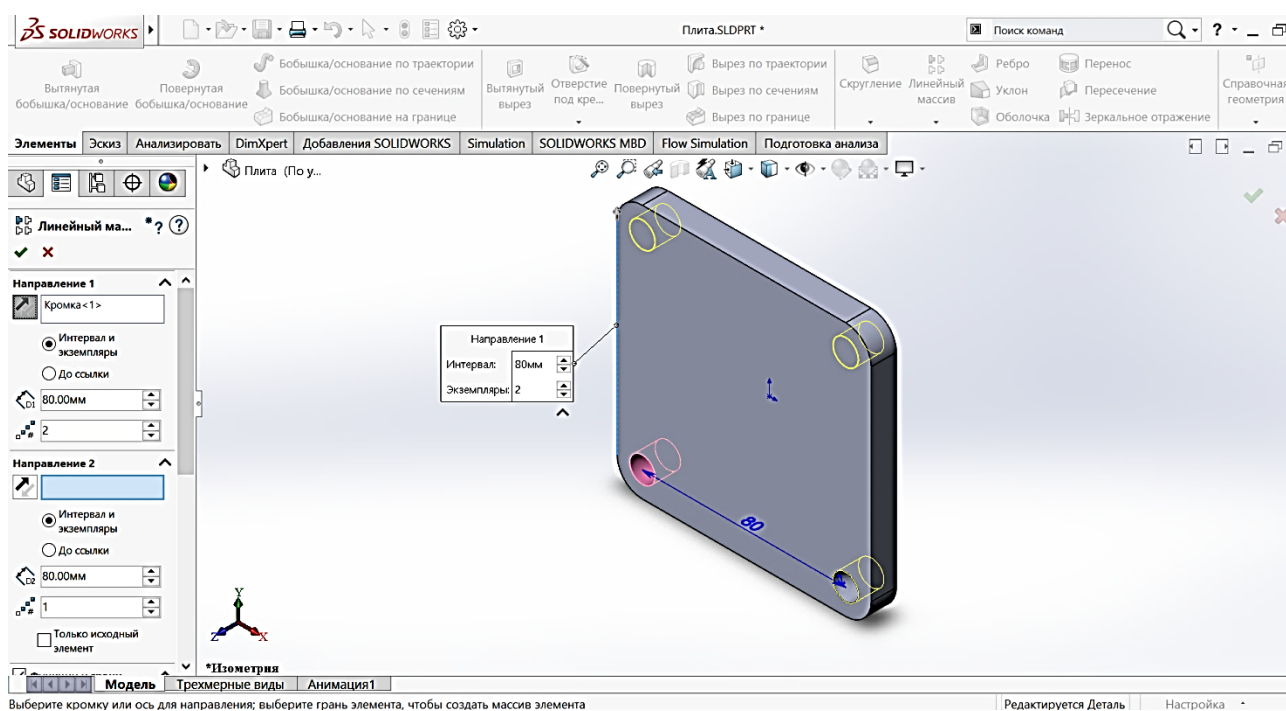 SOLIDWORKS
Плита.SLDPRT *
Поиск команд
?
Вытянутая
бобышка/основание
Повернутая
бобышка/основание
Бобышка/основание по траектории
Бобышка/основание по сечениям
Бобышка/основание на границе
Вытянутый
вырез
Отверстие
под кре...
Повернутый
вырез
Вырез по траектории
Вырез по сечениям
Вырез по границе
Скругление
Линейный
массив
Ребро
Уклон
Оболочка
Перенос
Пересечение
Зеркальное отражение
Справочная
геометрия
Элементы Эскиз Анализировать DimXpert Добавления SOLIDWORKS Simulation SOLIDWORKS MBD Flow Simulation Подготовка анализа
Плита (По у...
Линейный ма...
Направление 1
Кромка<1>
Интервал и
экземпляры
До ссылки
D1 80.00мм
# 2
Направление 2
Интервал и
экземпляры
До ссылки
D2 80.00мм
# 1
Только исходный
элемент
Направление 1
Интервал: 80мм
Экземпляры: 2
80
Y
Z X
*Изометрия
Модель Трехмерные виды Анимация1
Выберите кромку или ось для направления; выберите грань элемента, чтобы создать массив элемента
Редактируется Деталь
Настройка